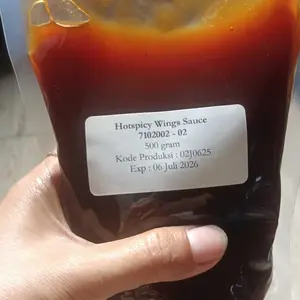 Hotspicy Wings Sauce
7102002 - 02
500 gram
Kode Produksi : 02J0625
Exp : 06 Juli 2026